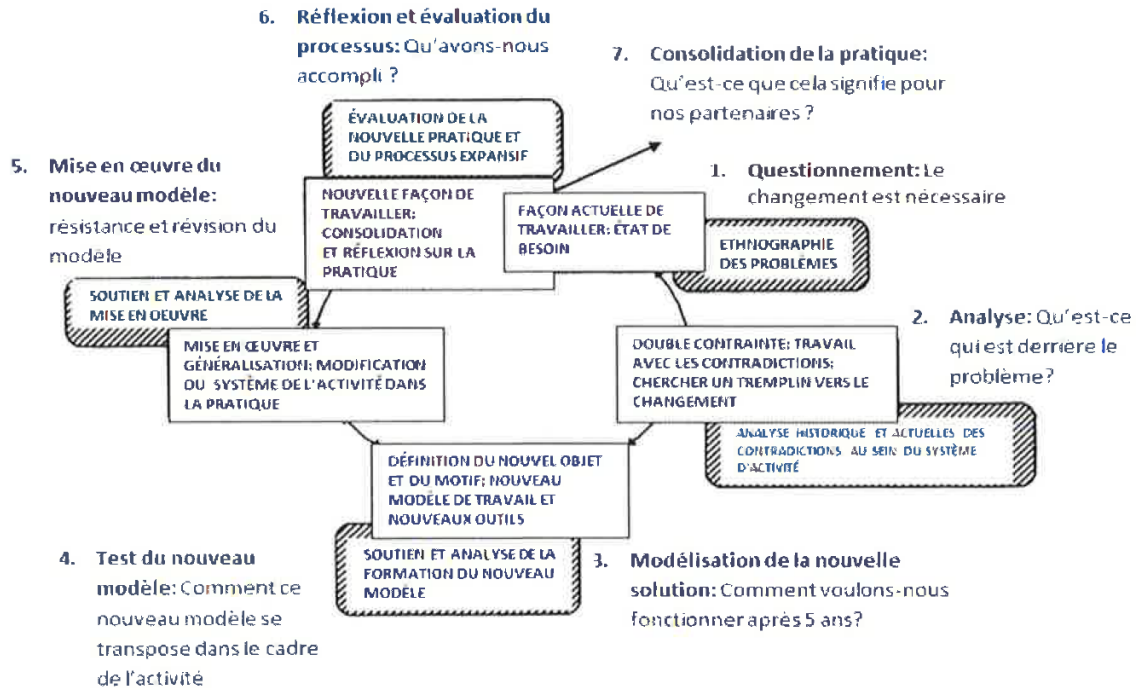 6. Réflexion et évaluation du
processus: Qu'avons-nous
accompli ?
7. Consolidation de la pratique:
Qu'est-ce que cela signifie pour
nos partenaires ?
ÉVALUATION DE LA
NOUVELLE PRATIQUE ET
DU PROCESSUS EXPANSIF
5. Mise en œuvre du
nouveau modèle:
résistance et révision du
modèle
NOUVELLE FAÇON DE
TRAVAILLER:
CONSOLIDATION
ET RÉFLEXION SUR LA
PRATIQUE
FAÇON ACTUELLE DE
TRAVAILLER: ÉTAT DE
BESOIN
1. Questionnement: Le
changement est nécessaire
ETHNOGRAPHIE
DES PROBLÈMES
SOUTIEN ET ANALYSE DE LA
MISE EN OEUVRE
MISE EN ŒUVRE ET
GÉNÉRALISATION; MODIFICATION
DU SYSTÈME DE L'ACTIVITÉ DANS
LA PRATIQUE
DOUBLE CONTRAINTE; TRAVAIL
AVEC LES CONTRADICTIONS;
CHERCHER UN TREMPLIN VERS LE
CHANGEMENT
2. Analyse: Qu'est-ce
qui est derrière le
problème?
ANALYSE HISTORIQUE ET ACTUELLES DES
CONTRADICTIONS AU SEIN DU SYSTÈME
D'ACTIVITÉ
DÉFINITION DU NOUVEL OBJET
ET DU MOTIF; NOUVEAU
MODÈLE DE TRAVAIL ET
NOUVEAUX OUTILS
SOUTIEN ET ANALYSE DE LA
FORMATION DU NOUVEAU
MODÈLE
4. Test du nouveau
modèle: Comment ce
nouveau modèle se
transpose dans le cadre
de l'activité
3. Modélisation de la nouvelle
solution: Comment voulons-nous
fonctionner après 5 ans?